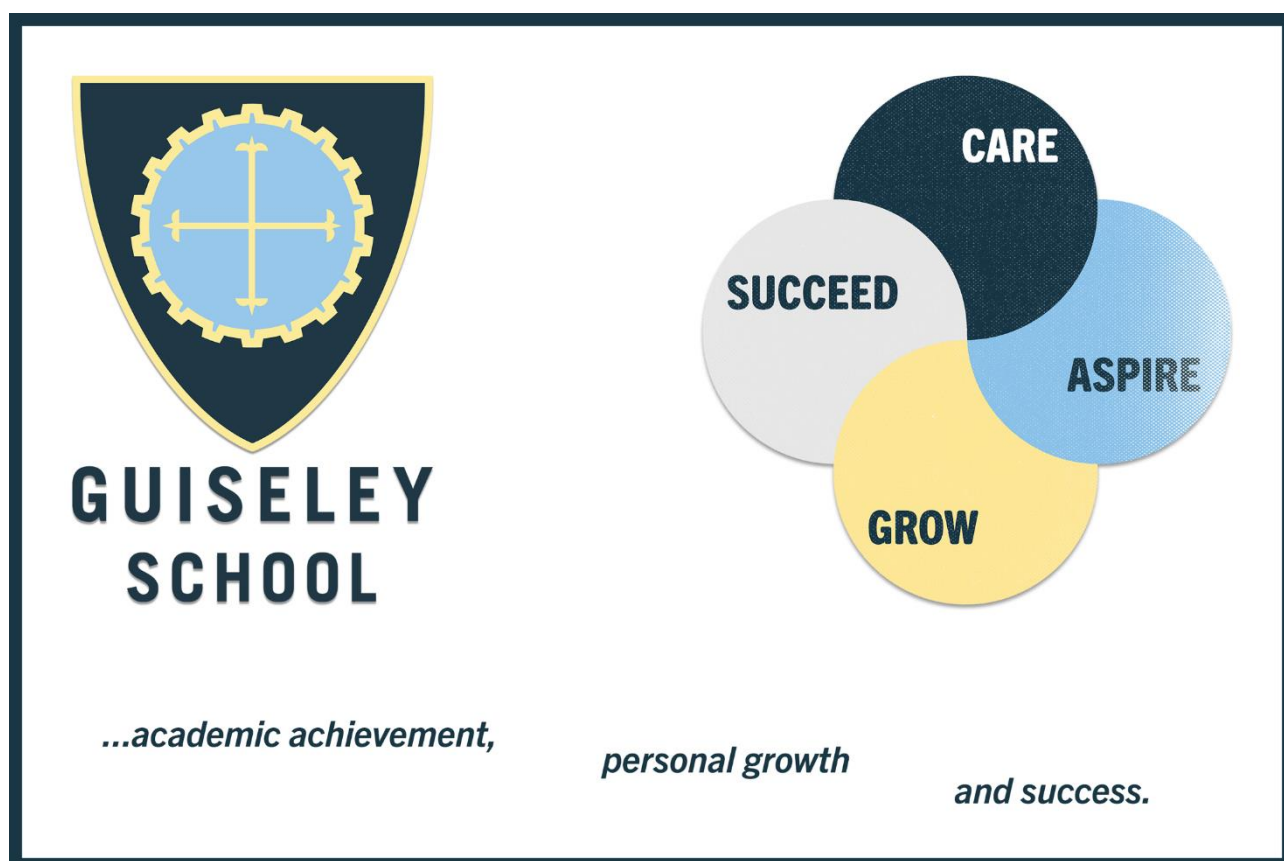 GUISELEY
SCHOOL
CARE
SUCCEED
ASPIRE
GROW
...academic achievement,
personal growth
and success.